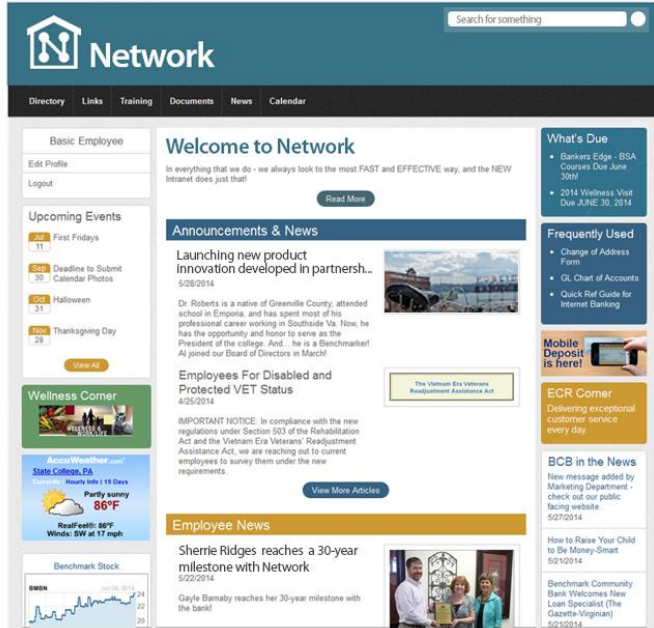 Search for something
N Network
Directory Links Training Documents News Calendar
Basic Employee
Edit Profile
Logout
Upcoming Events
Jul
11
First Fridays
Sep
30
Deadline to Submit
Calendar Photos
Oct
31
Halloween
Nov
28
Thanksgiving Day
View All
Wellness Corner
WELLNESS &
WORK-LIFE
AccuWeather.com
State College, PA
Currently Hourly Info | 15 Days
Partly sunny
86°F
RealFeel®: 86°F
Winds: SW at 17 mph
Benchmark Stock
BMBN
24
22
20
Welcome to Network
In everything that we do - we always look to the most FAST and EFFECTIVE way, and the NEW
Intranet does just that!
Read More
Announcements & News
Launching new product
innovation developed in partnersh...
5/28/2014
Dr. Roberts is a native of Greenville County, attended
school in Emporia, and has spent most of his
professional career working in Southside Va. Now, he
has the opportunity and honor to serve as the
President of the college. And... he is a Benchmarker!
Al joined our Board of Directors in March!
Employees For Disabled and
Protected VET Status
4/25/2014
The Vietnam Era Veterans
Readjustment Assistance Act
IMPORTANT NOTICE: In compliance with the new
regulations under Section 503 of the Rehabilitation
Act and the Vietnam Era Veterans' Readjustment
Assistance Act, we are reaching out to current
employees to survey them under the new
requirements.
View More Articles
Employee News
Sherrie Ridges reaches a 30-year
milestone with Network
5/22/2014
Gayle Barnaby reaches her 30-year milestone with
the bank!
What's Due
Bankers Edge - BSA
Courses Due June
30th!
2014 Wellness Visit
Due JUNE 30, 2014
Frequently Used
Change of Address
Form
GL Chart of Accounts
Quick Ref Guide for
Internet Banking
Mobile
Deposit
is here!
ECR Corner
Delivering exceptional
customer service
every day.
BCB in the News
New message added by
Marketing Department -
check out our public
facing website.
5/27/2014
How to Raise Your Child
to Be Money-Smart
5/21/2014
Benchmark Community
Bank Welcomes New
Loan Specialist (The
Gazette-Virginian)
5/21/2014